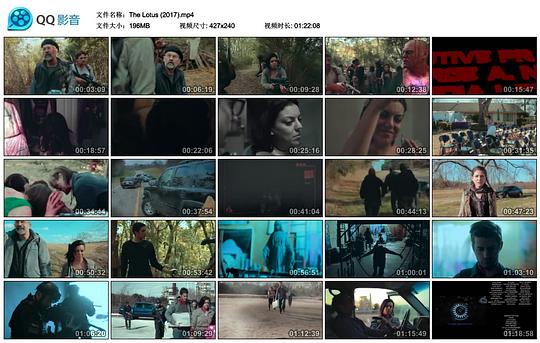 QQ影音
文件名称: The Lotus (2017).mp4
文件大小: 196MB 视频尺寸: 427x240 视频时长: 01:22:08
00:03:09 00:06:19 00:09:28 00:12:38 00:15:47
00:18:57 00:22:06 00:25:16 00:28:25 00:31:35
00:34:44 00:37:54 00:41:04 00:44:13 00:47:23
00:50:32 00:53:42 00:56:51 01:00:01 01:03:10
01:06:20 01:09:29 01:12:39 01:15:49 01:18:58